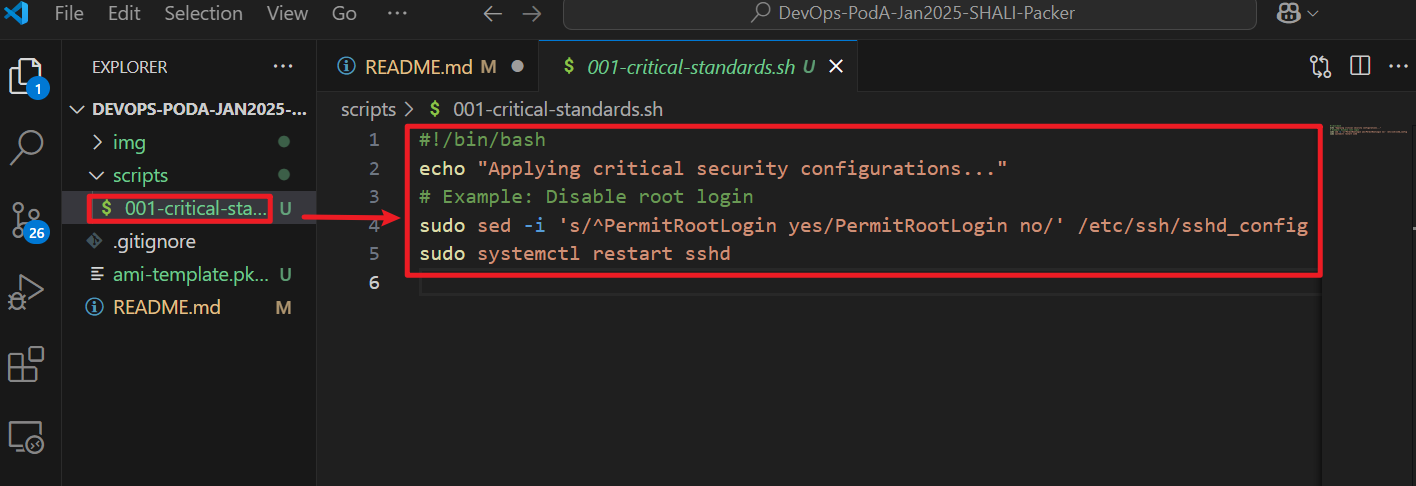 File Edit Selection View Go ··· ← → DevOps-PodA-Jan2025-SHALI-Packer
EXPLORER ···
README.md M ● $ 001-critical-standards.sh U × ···
DEVOPS-PODA-JAN2025-...
scripts > $ 001-critical-standards.sh
img
scripts
$ 001-critical-sta... U
.gitignore
ami-template.pk... U
README.md M
1
26
1 #!/bin/bash
2 echo "Applying critical security configurations..."
3 # Example: Disable root login
4 sudo sed -i 's/^PermitRootLogin yes/PermitRootLogin no/' /etc/ssh/sshd_config
5 sudo systemctl restart sshd
6